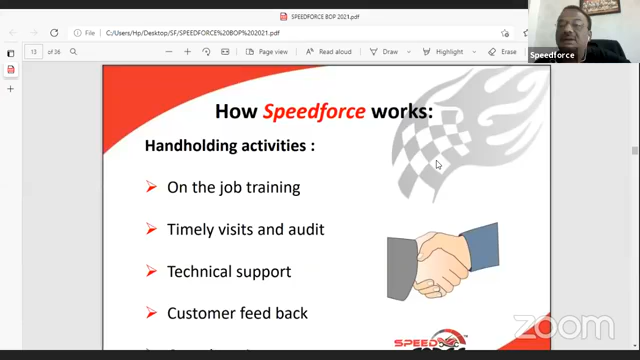 SPEEDFORCE BOP 2021.pdf
File
C:/Users/Hp/Desktop/SF/SPEEDFORCE%20BOP%202021.pdf
13 of 36
Page view
Read aloud
Draw
Highlight
Erase
Speedforce
How Speedforce works:
Handholding activities :
On the job training
Timely visits and audit
Technical support
Customer feed back
SPEED
zoom